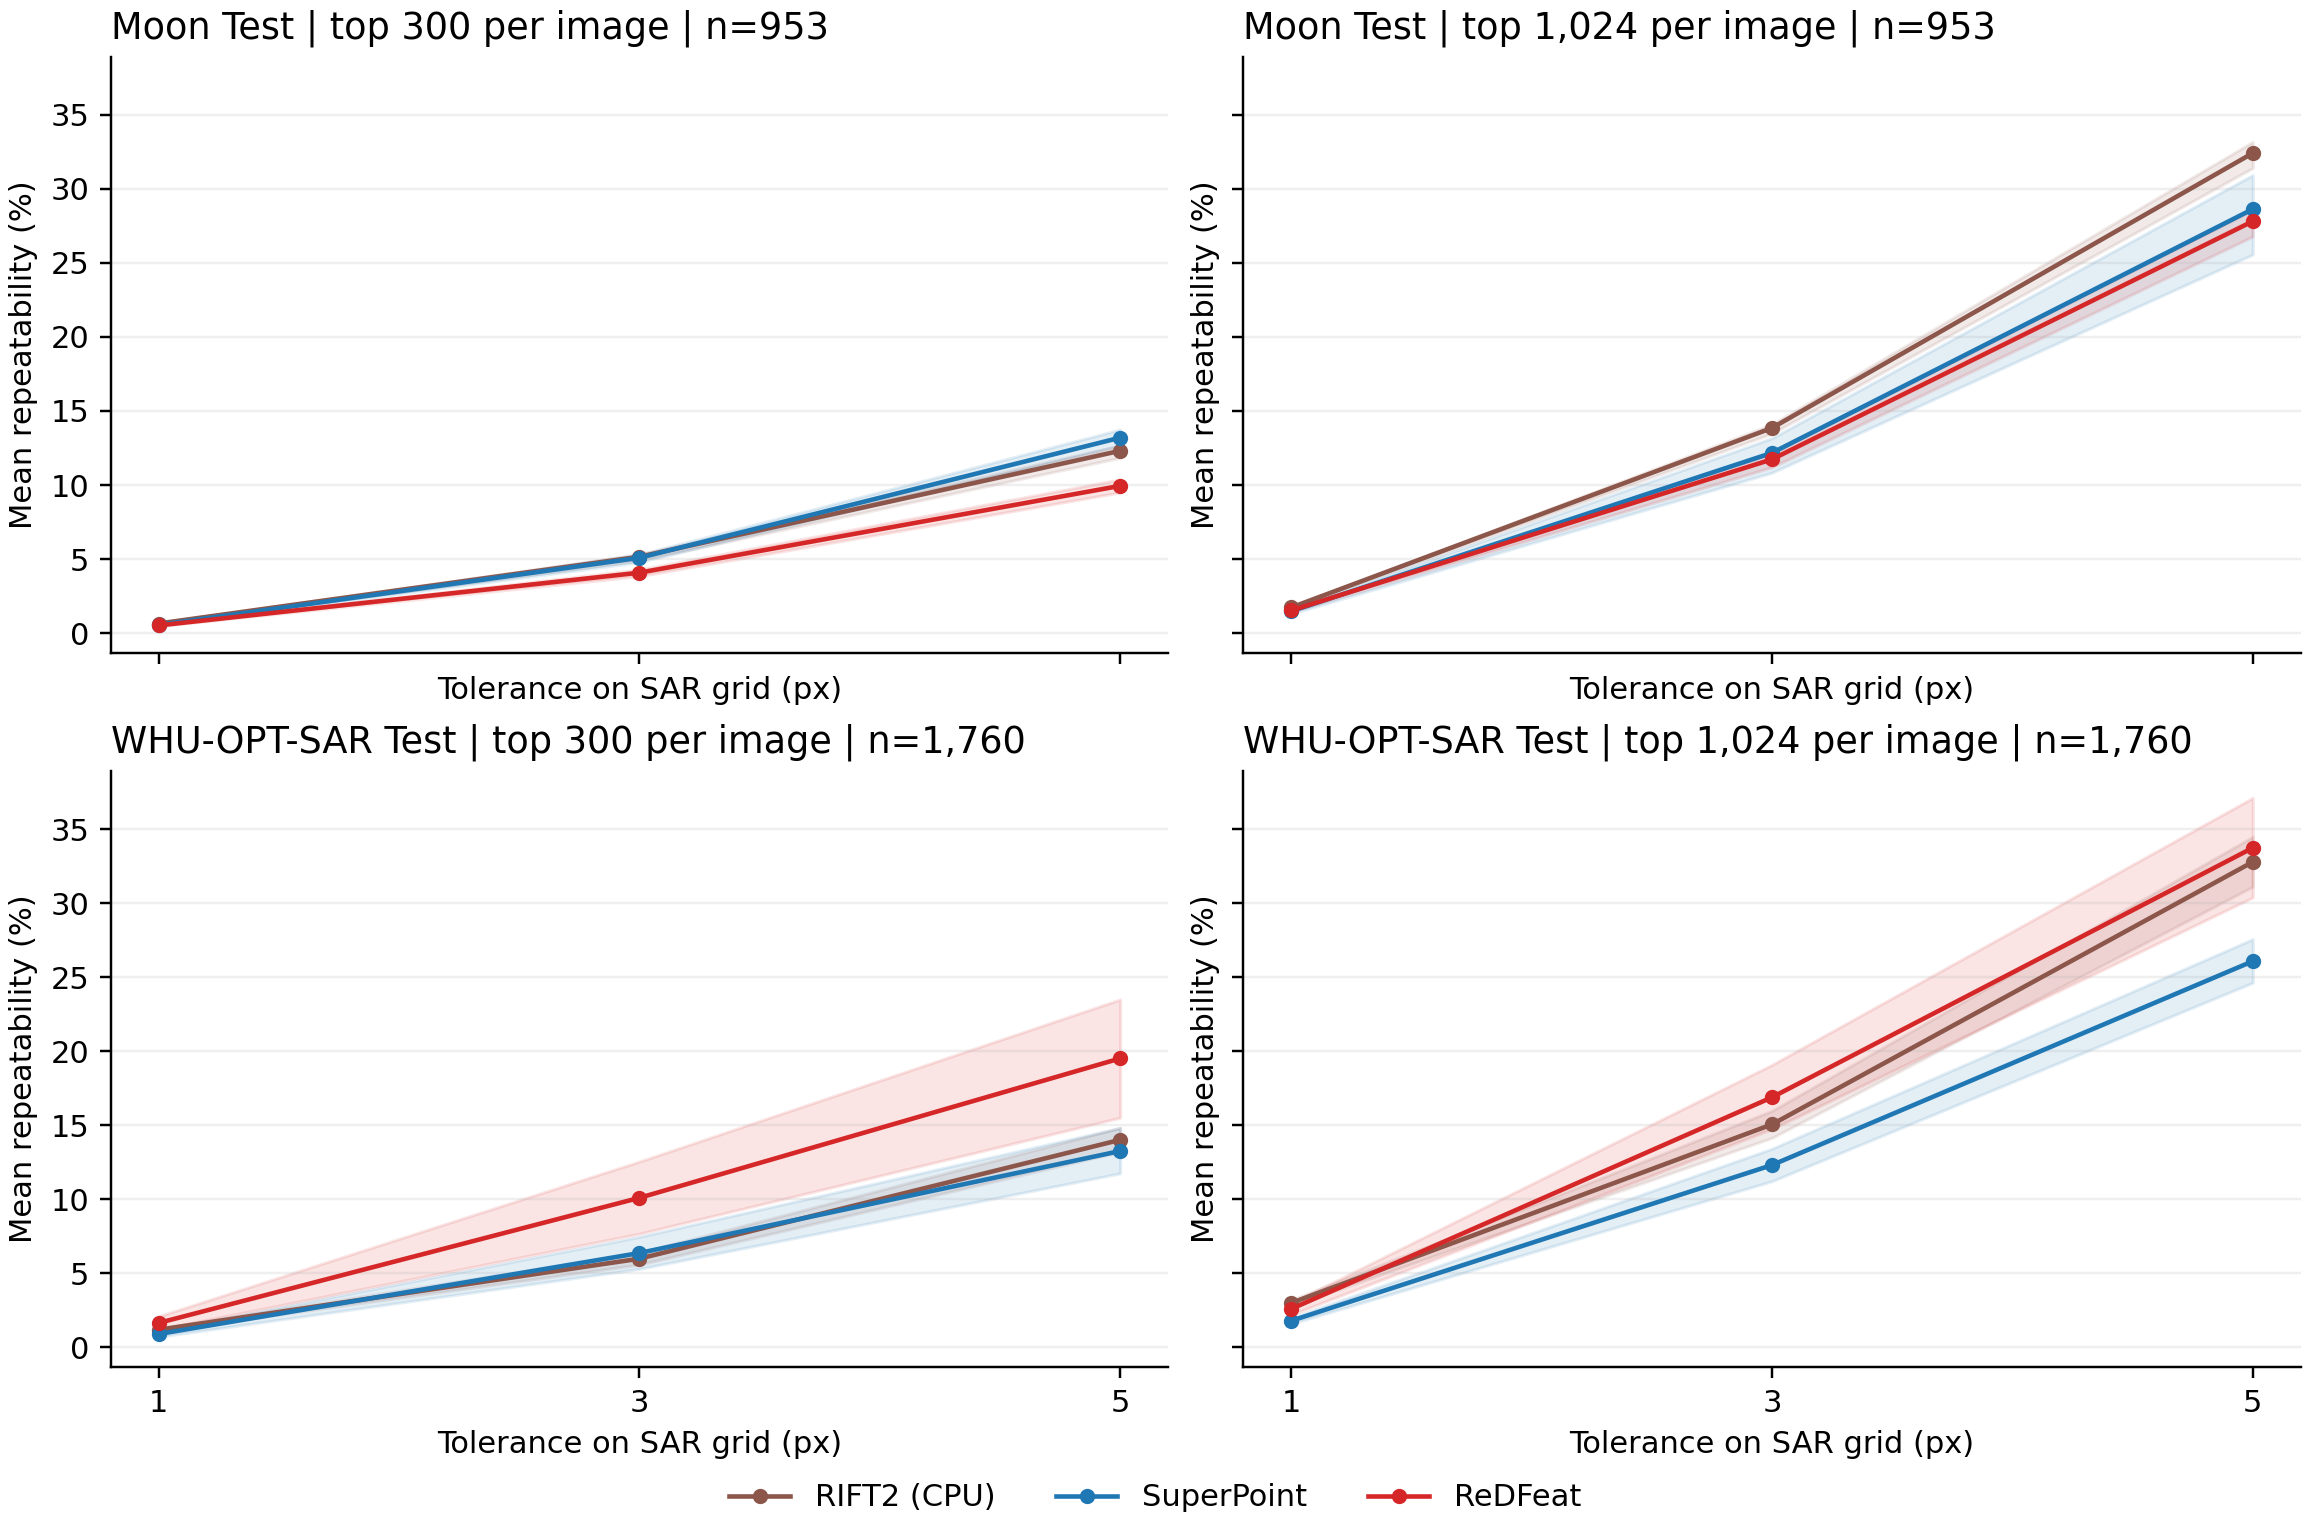 Moon Test | top 300 per image | n=953
Mean repeatability (%)
35
30
25
20
15
10
5
0
Tolerance on SAR grid (px)
Moon Test | top 1,024 per image | n=953
Mean repeatability (%)
Tolerance on SAR grid (px)
WHU-OPT-SAR Test | top 300 per image | n=1,760
Mean repeatability (%)
35
30
25
20
15
10
5
0
1 3 5
Tolerance on SAR grid (px)
WHU-OPT-SAR Test | top 1,024 per image | n=1,760
Mean repeatability (%)
1 3 5
Tolerance on SAR grid (px)
RIFT2 (CPU) SuperPoint ReDFeat